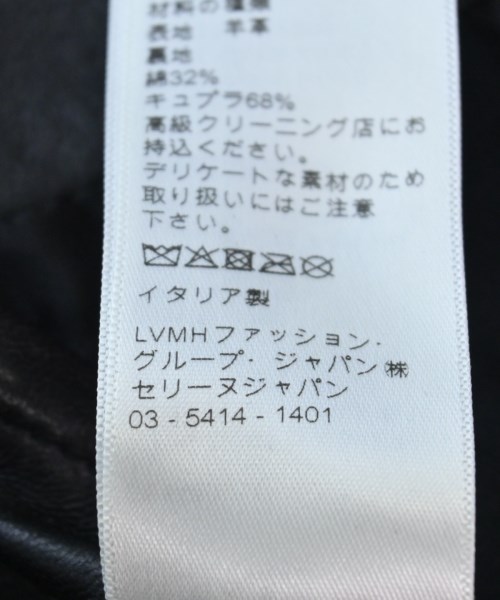 材料の種類
表地 羊革
裏地
綿32%
キュプラ68%
高級クリーニング店にお
持込ください。
デリケートな素材のため
取り扱いにはご注意
下さい。
イタリア製
LVMHファッション・
グループ・ジャパン㈱
セリーヌジャパン
03 - 5414 - 1401